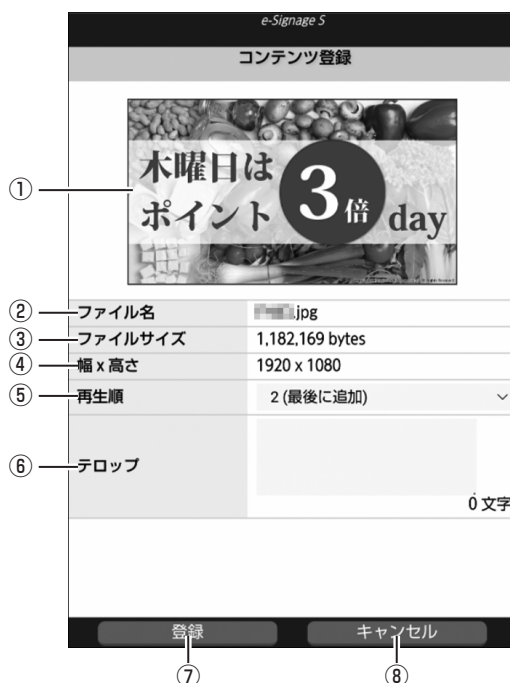 e-Signage S
コンテンツ登録
木曜日は
ポイント 3倍 day
①
② ファイル名 .jpg
③ ファイルサイズ 1,182,169 bytes
④ 幅 x 高さ 1920 x 1080
⑤ 再生順 2 (最後に追加)
⑥ テロップ
0 文字
登録 キャンセル
⑦ ⑧